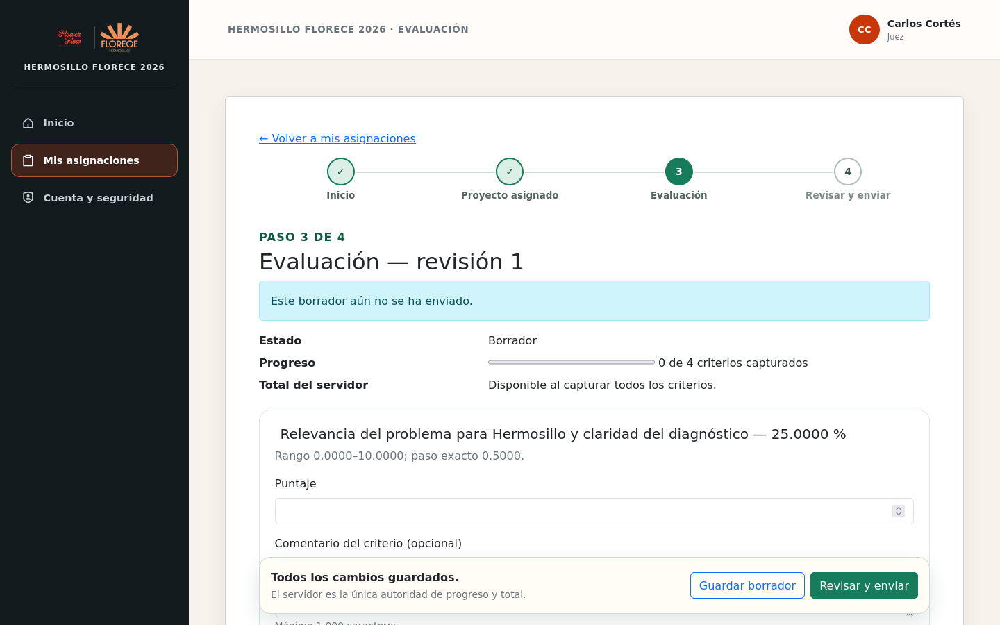 Flower
Flow
FLORECE
HERMOSILLO
HERMOSILLO FLORECE 2026
Inicio
Mis asignaciones
Cuenta y seguridad
HERMOSILLO FLORECE 2026 · EVALUACIÓN
CC
Carlos Cortés
Juez
← Volver a mis asignaciones
✓
✓
3
4
Inicio
Proyecto asignado
Evaluación
Revisar y enviar
PASO 3 DE 4
Evaluación — revisión 1
Este borrador aún no se ha enviado.
Estado
Borrador
Progreso
0 de 4 criterios capturados
Total del servidor
Disponible al capturar todos los criterios.
Relevancia del problema para Hermosillo y claridad del diagnóstico — 25.0000 %
Rango 0.0000–10.0000; paso exacto 0.5000.
Puntaje
Comentario del criterio (opcional)
Todos los cambios guardados.
El servidor es la única autoridad de progreso y total.
Guardar borrador
Revisar y enviar
Máximo 1,000 caracteres